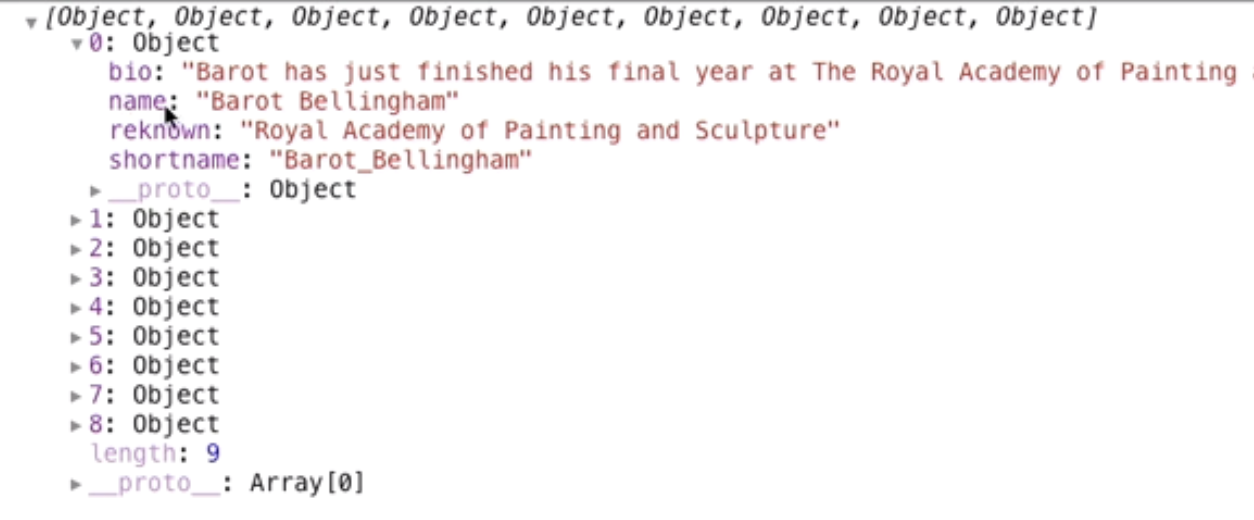 [Object, Object, Object, Object, Object, Object, Object, Object, Object]
0: Object
bio: "Barot has just finished his final year at The Royal Academy of Painting
name: "Barot Bellingham"
reknown: "Royal Academy of Painting and Sculpture"
shortname: "Barot_Bellingham"
__proto__: Object
1: Object
2: Object
3: Object
4: Object
5: Object
6: Object
7: Object
8: Object
length: 9
__proto__: Array[0]